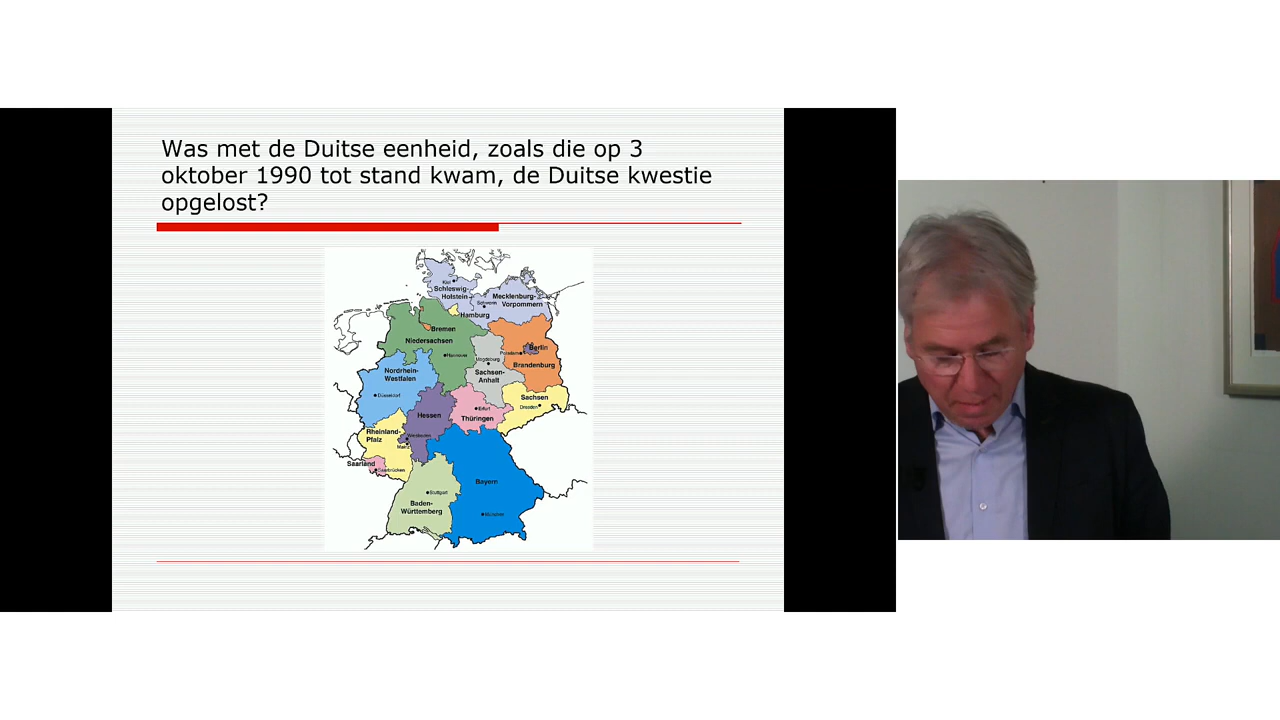 Was met de Duitse eenheid, zoals die op 3
oktober 1990 tot stand kwam, de Duitse kwestie
opgelost?
Kiel
Schleswig-
Holstein
Mecklenburg-
Vorpommern
Schwerin
Hamburg
Bremen
Niedersachsen
Hannover
Berlin
Potsdam
Brandenburg
Magdeburg
Sachsen-
Anhalt
Nordrhein-
Westfalen
Düsseldorf
Sachsen
Dresden
Hessen
Erfurt
Thüringen
Rheinland-
Pfalz
Wiesbaden
Mainz
Saarland
Saarbrücken
Bayern
Stuttgart
Baden-
Württemberg
München